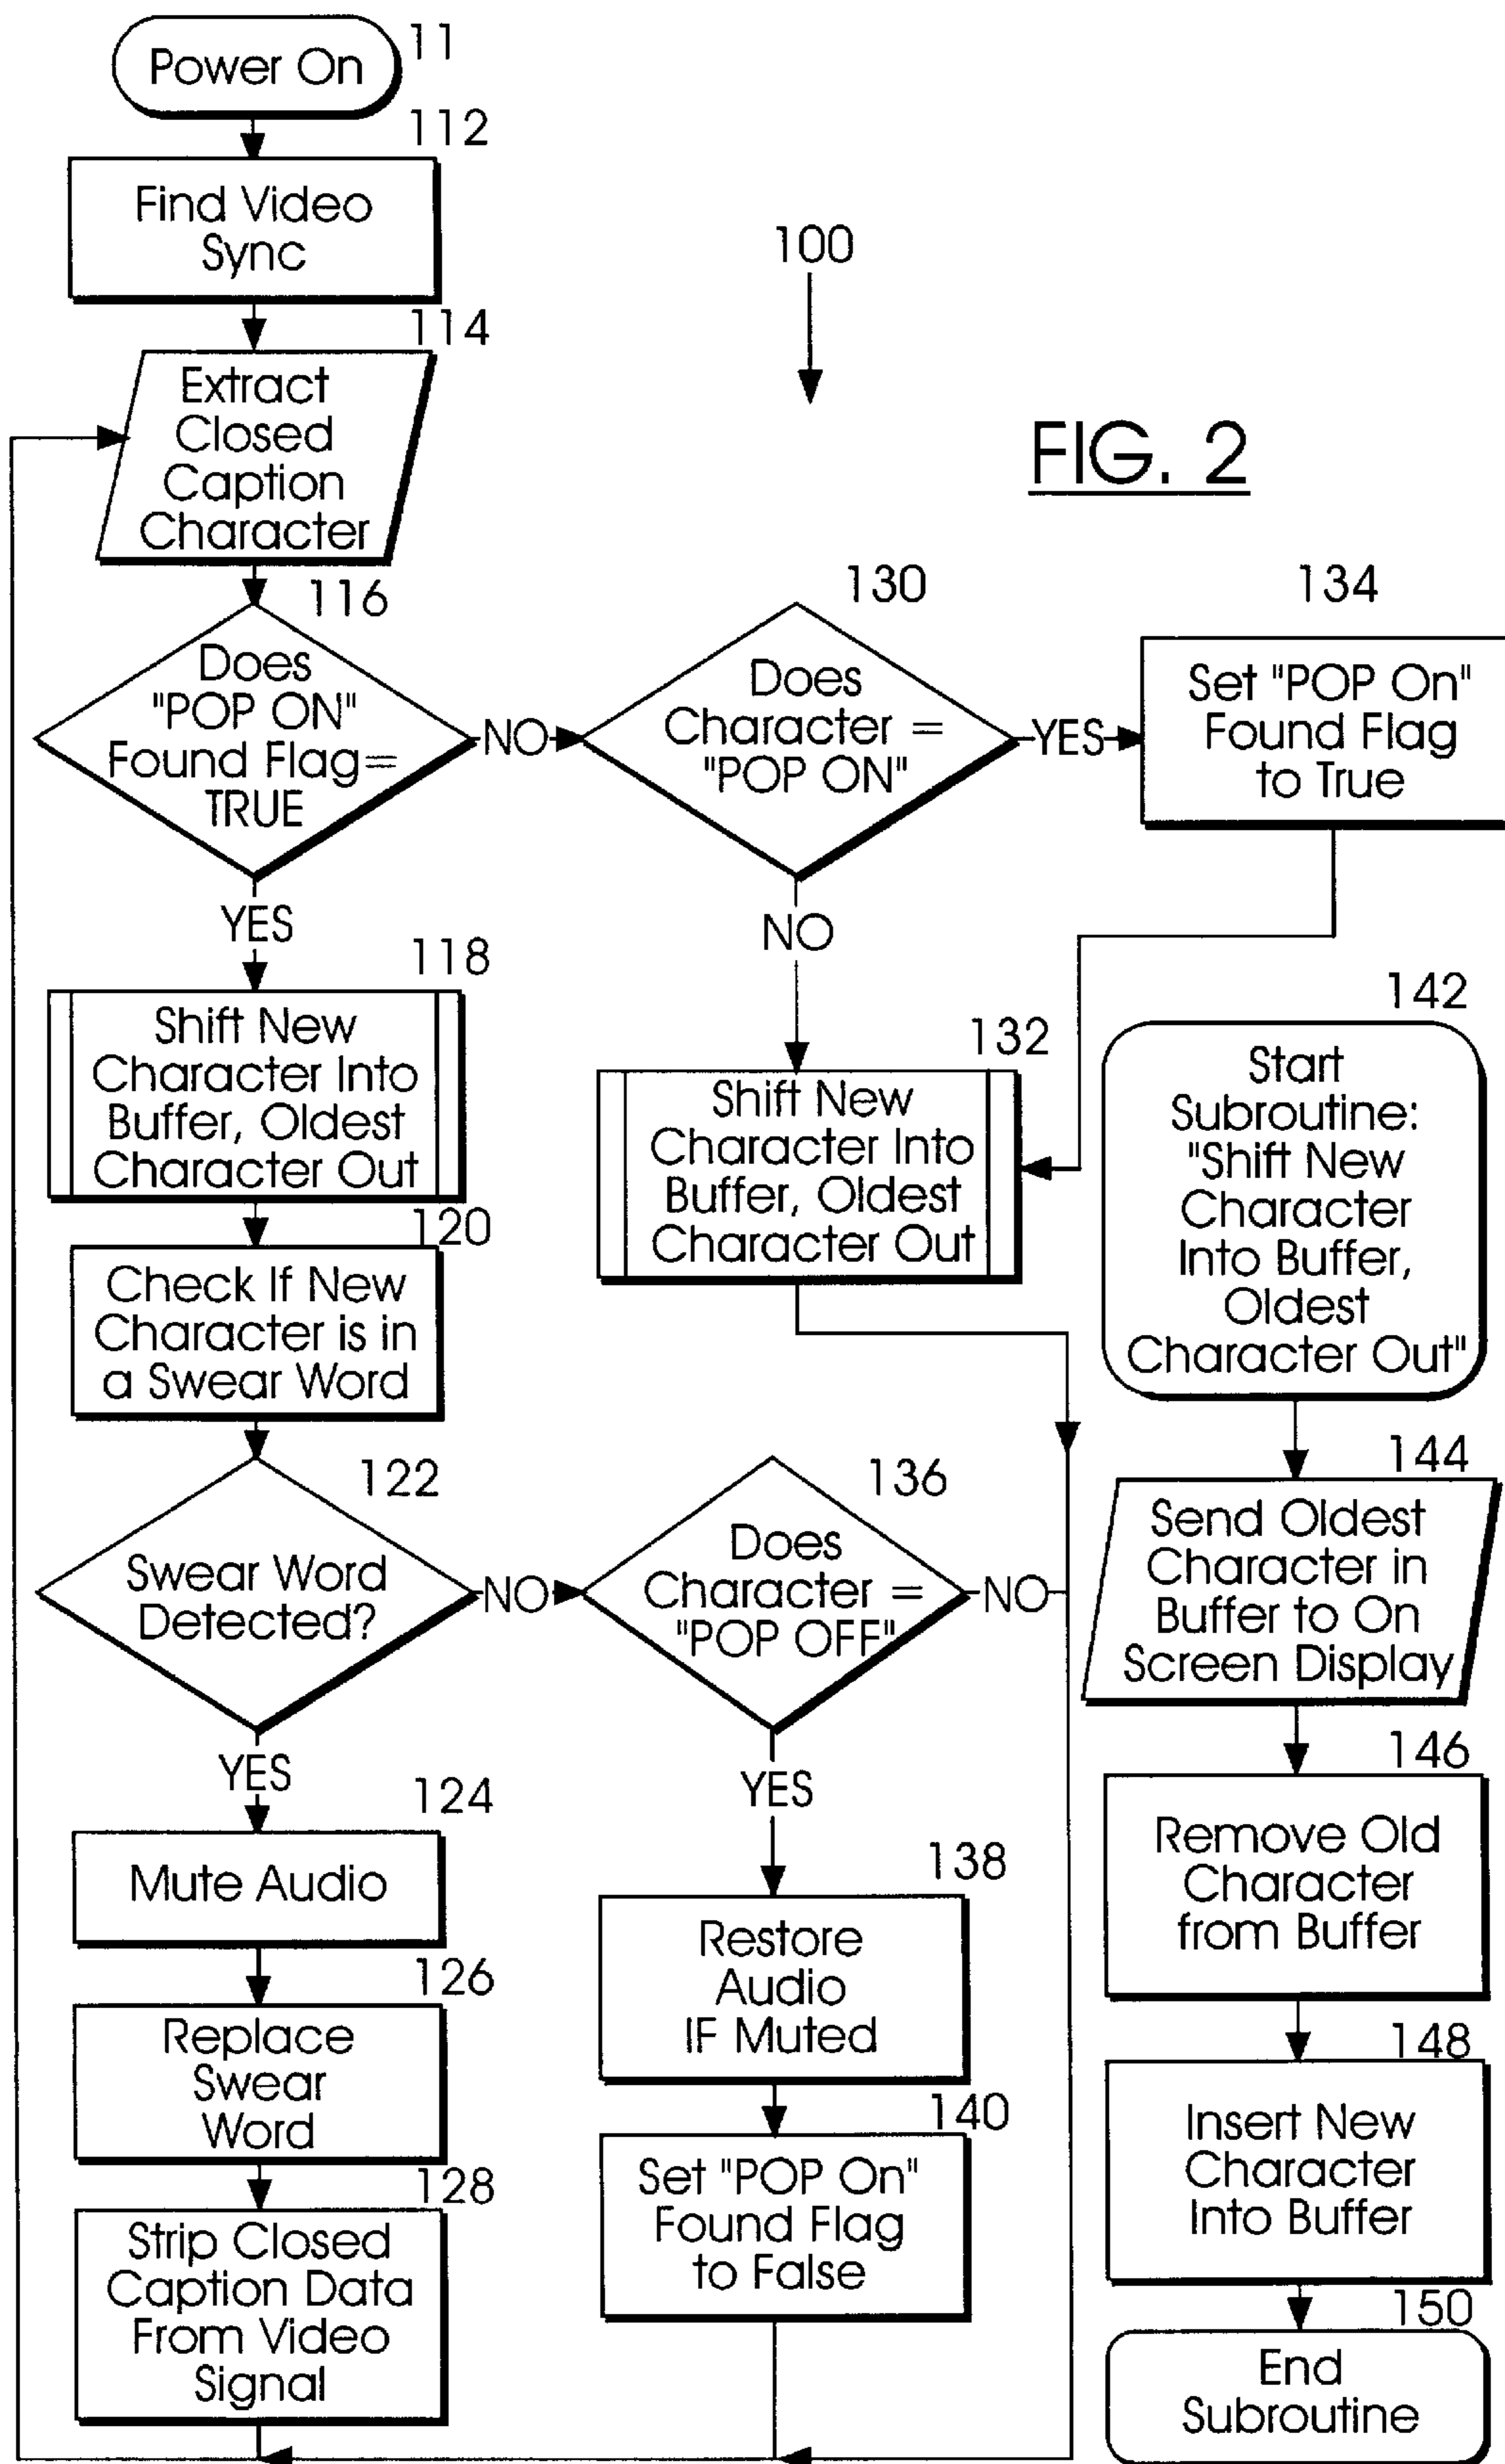 Power On
11
112
Find Video
Sync
100
114
Extract
Closed
Caption
Character
FIG. 2
116
Does
"POP ON"
Found Flag=
TRUE
NO
YES
130
Does
Character =
"POP ON"
YES
NO
134
Set "POP On"
Found Flag
to True
118
Shift New
Character Into
Buffer, Oldest
Character Out
132
Shift New
Character Into
Buffer, Oldest
Character Out
120
Check If New
Character is in
a Swear Word
122
Swear Word
Detected?
NO
YES
136
Does
Character =
"POP OFF"
NO
YES
124
Mute Audio
126
Replace
Swear
Word
128
Strip Closed
Caption Data
From Video
Signal
138
Restore
Audio
IF Muted
140
Set "POP On"
Found Flag
to False
142
Start
Subroutine:
"Shift New
Character
Into Buffer,
Oldest
Character Out"
144
Send Oldest
Character in
Buffer to On
Screen Display
146
Remove Old
Character
from Buffer
148
Insert New
Character
Into Buffer
150
End
Subroutine